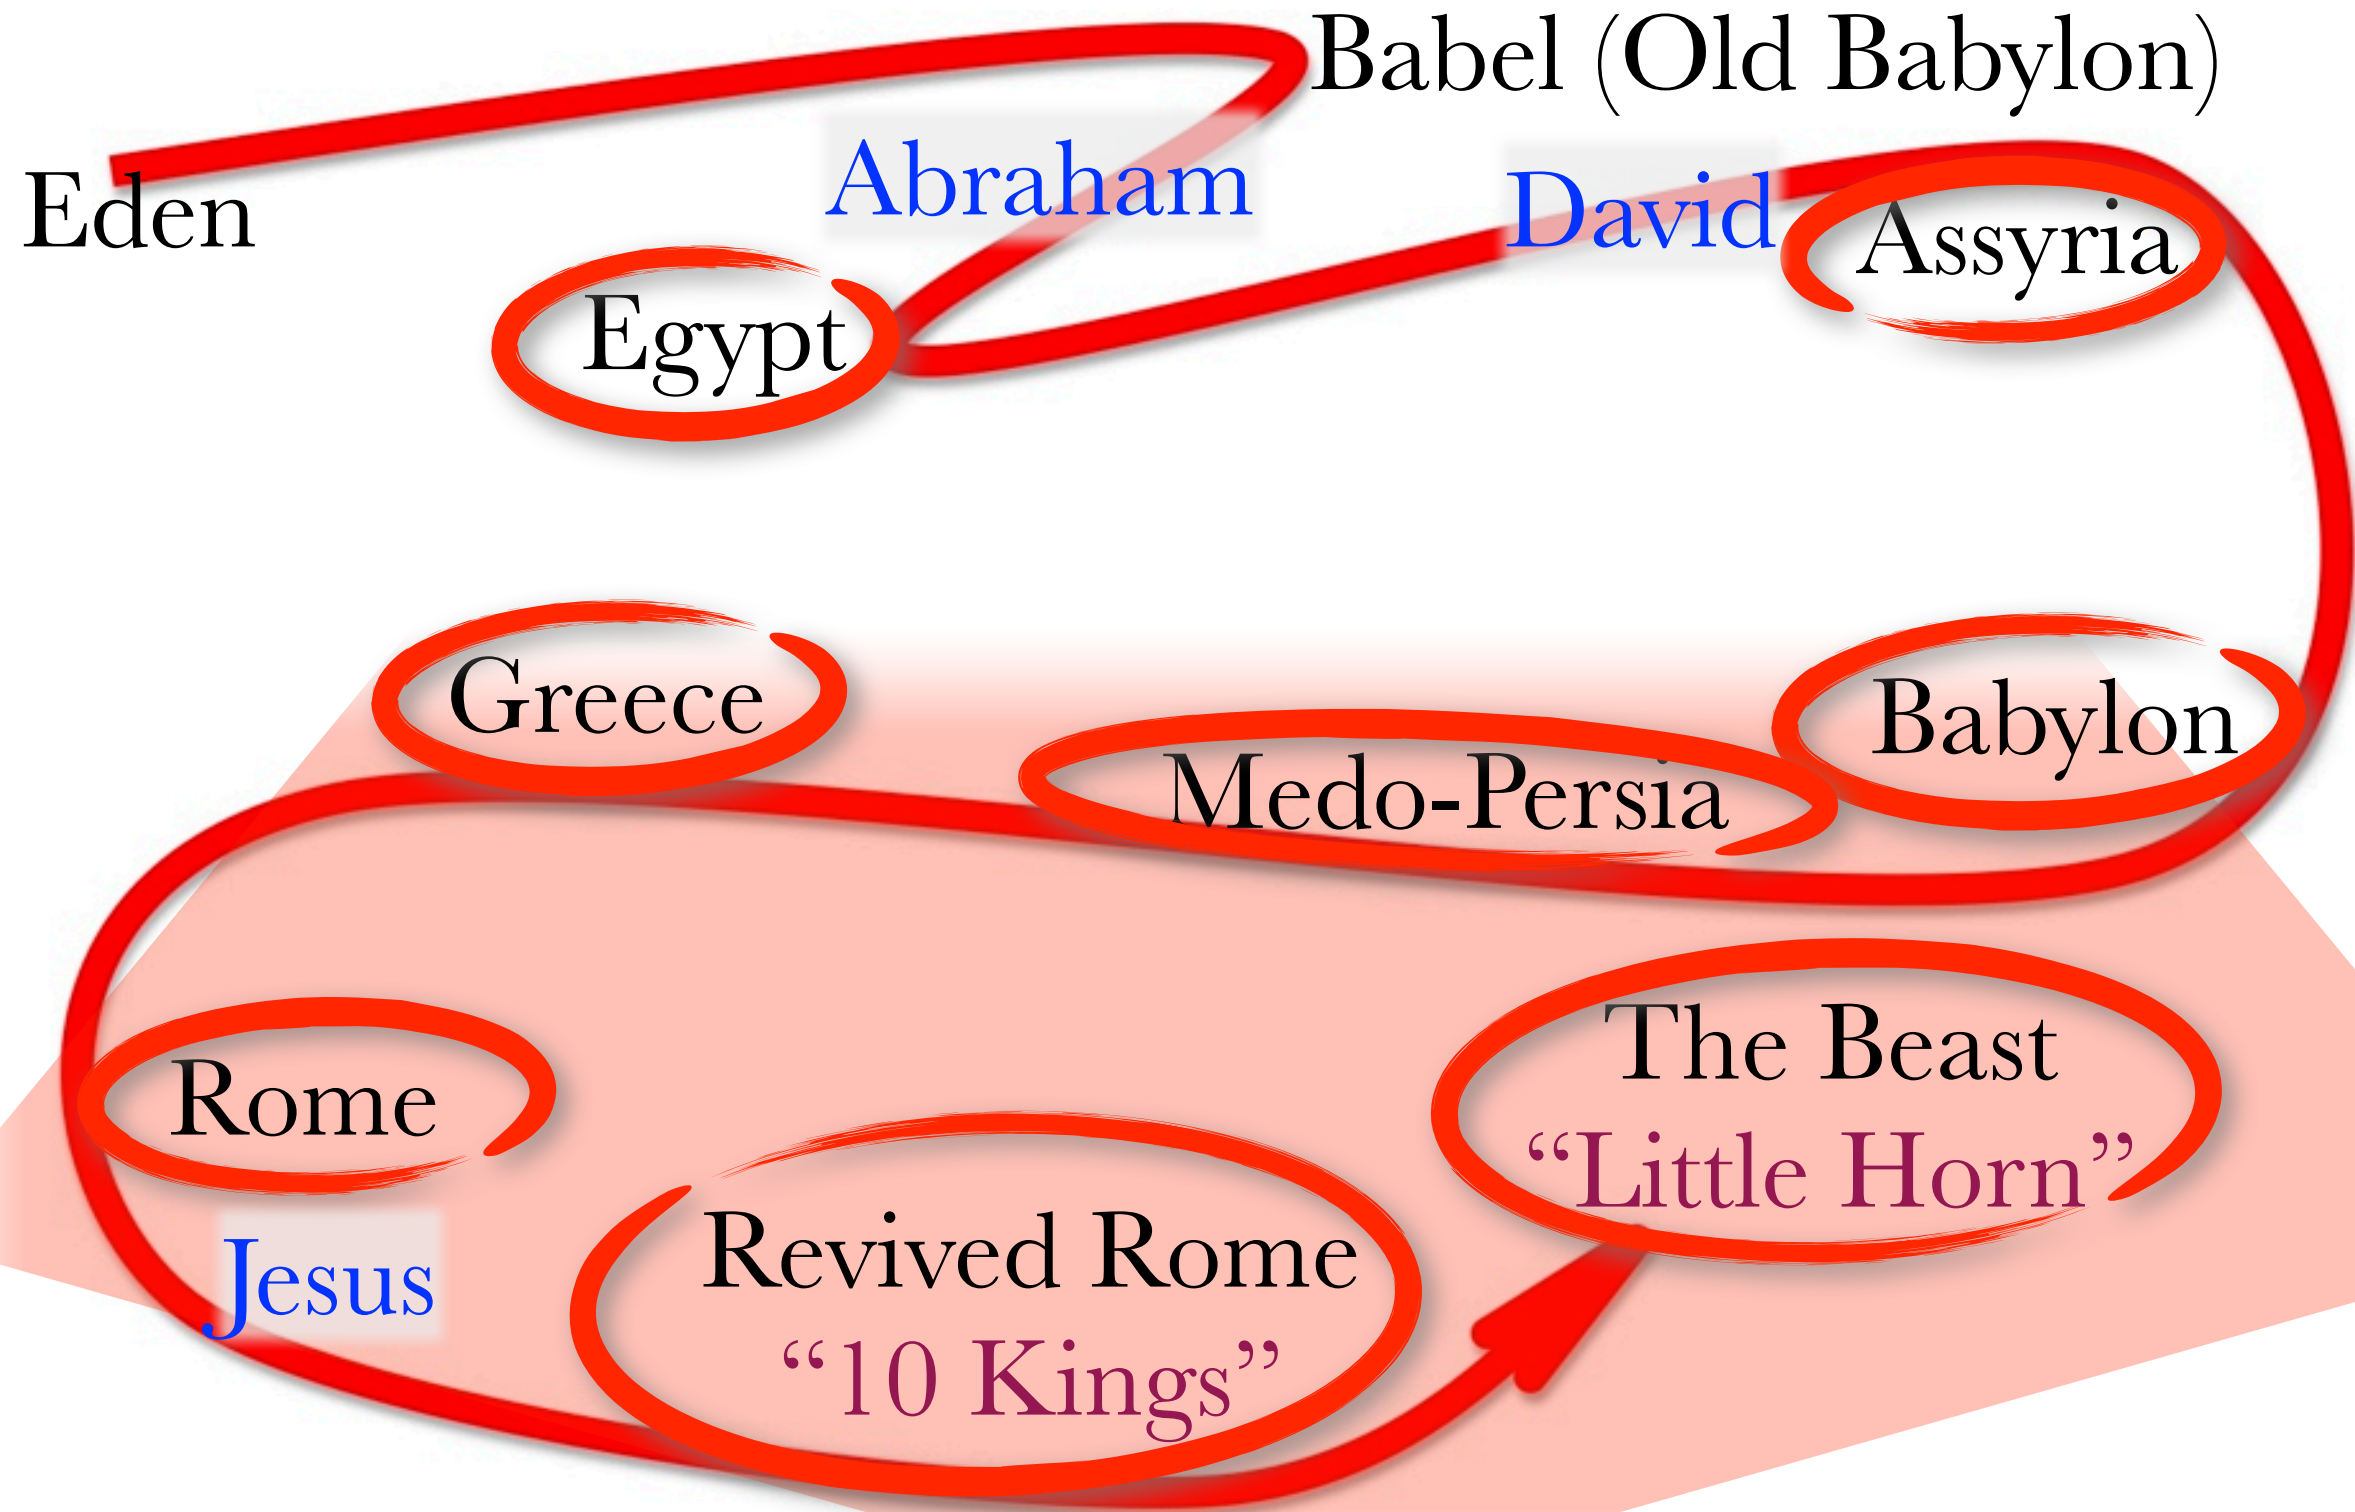 Babel (Old Babylon)
Eden
Abraham
David
Assyria
Egypt
Greece
Medo-Persia
Babylon
Rome
The Beast
“Little Horn”
Jesus
Revived Rome
“10 Kings”